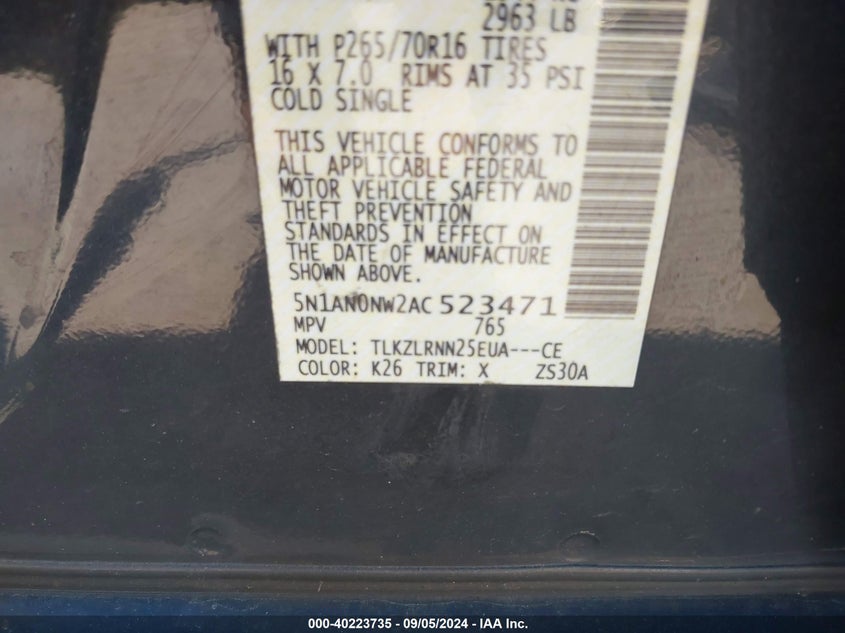 2963 LB
WITH P265/70R16 TIRES
16 X 7.0 RIMS AT 35 PSI
COLD SINGLE
THIS VEHICLE CONFORMS TO
ALL APPLICABLE FEDERAL
MOTOR VEHICLE SAFETY AND
THEFT PREVENTION
STANDARDS IN EFFECT ON
THE DATE OF MANUFACTURE
SHOWN ABOVE.
5N1AN0NW2AC 523471
MPV 765
MODEL: TLKZLRNN25EUA---CE
COLOR: K26 TRIM: X ZS30A
000-40223735 - 09/05/2024 - IAA Inc.